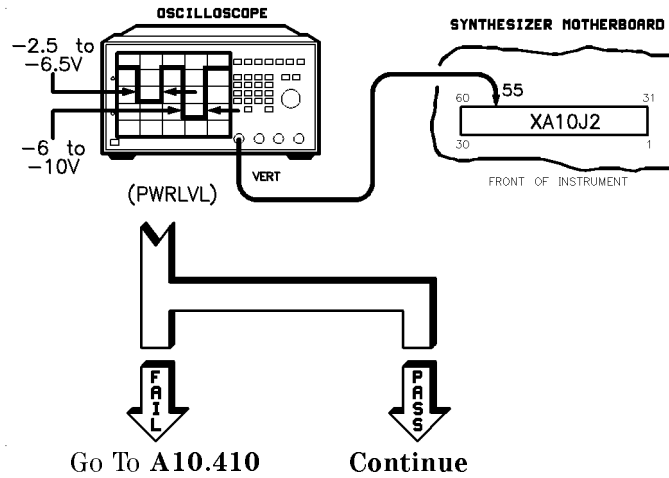 OSCILLOSCOPE
SYNTHESIZER MOTHERBOARD
-2.5 to
-6.5V
-6 to
-10V
VERT
(PWRLVL)
55
60
31
XA10J2
30
1
FRONT OF INSTRUMENT
FAIL
PASS
Go To A10.410
Continue